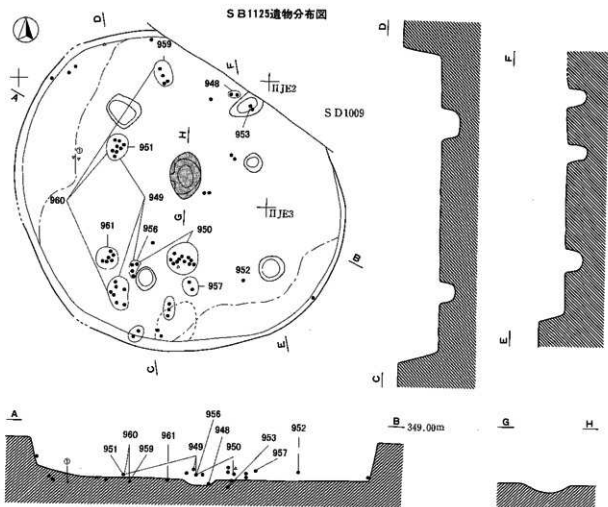 SB1125遺物分布図
D
959
F
948
IIJE2
A
SD1009
953
H
951
①
949
960
IIJE3
G
961
956
950
B
952
957
E
C
D
C
F
E
A
956
B
349.00m
G
H
960
949
948
953
952
951
959
961
950
957
①